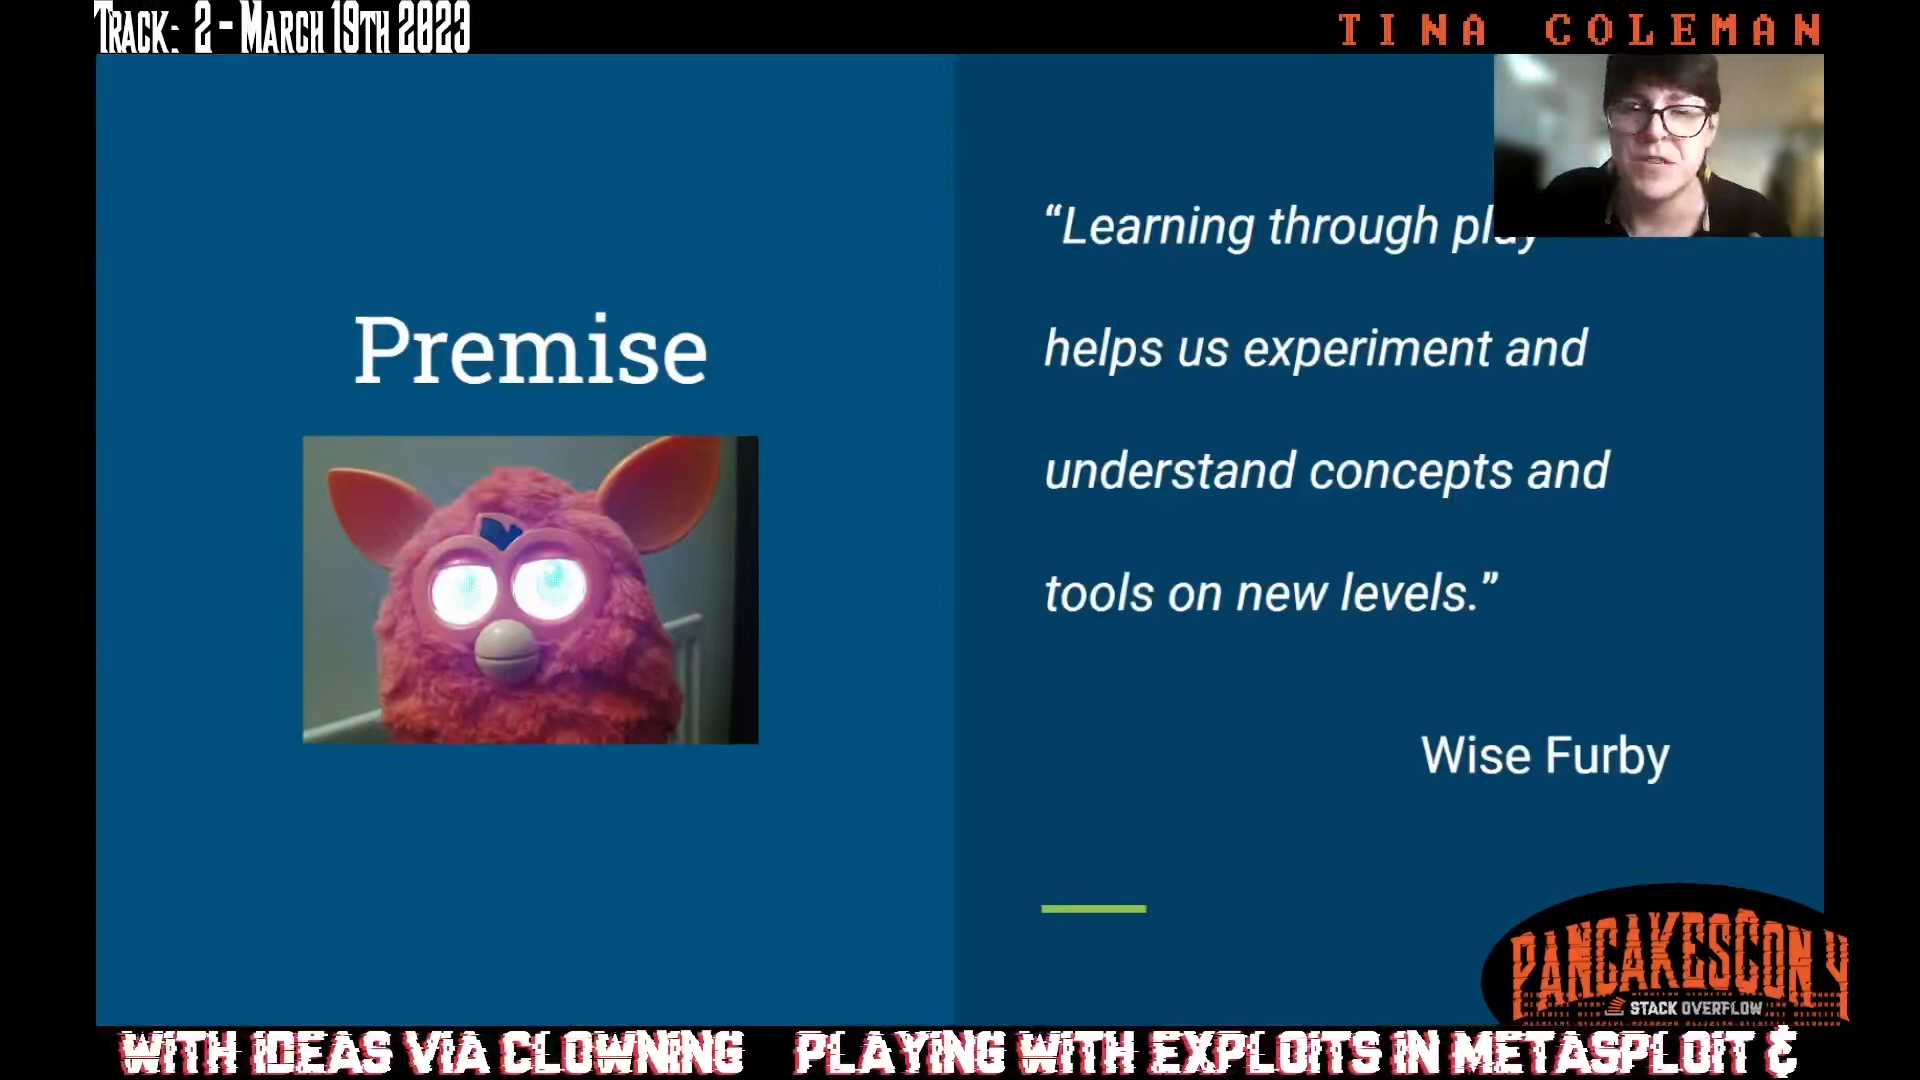 Track: 2 - March 19th 2023
TINA COLEMAN
Premise
“Learning through play
helps us experiment and
understand concepts and
tools on new levels.”
Wise Furby
PANCAKESCON 4
STACK OVERFLOW
WITH IDEAS VIA CLOWNING PLAYING WITH EXPLOITS IN METASPLOIT &